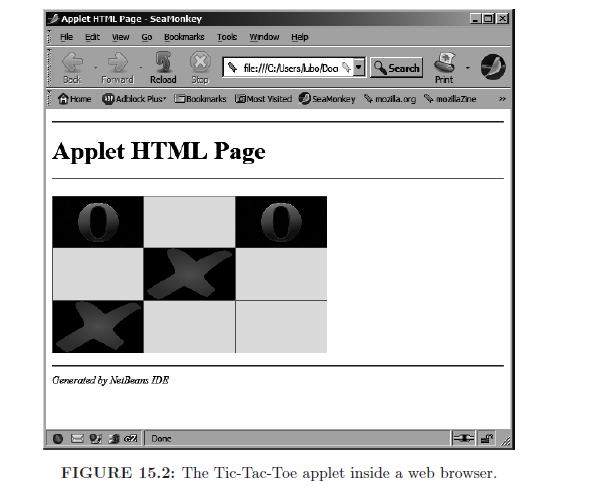 Applet HTML Page - SeaMonkey
File Edit View Go Bookmarks Tools Window Help
file:///C:/Users/lubo/Doa Search
Back Forward Reload Stop Print
Home Adblock Plus Bookmarks Most Visited SeaMonkey mozilla.org mozillaZine »
Applet HTML Page
O O
X
X
Generated by NetBeans IDE
Done
FIGURE 15.2: The Tic-Tac-Toe applet inside a web browser.